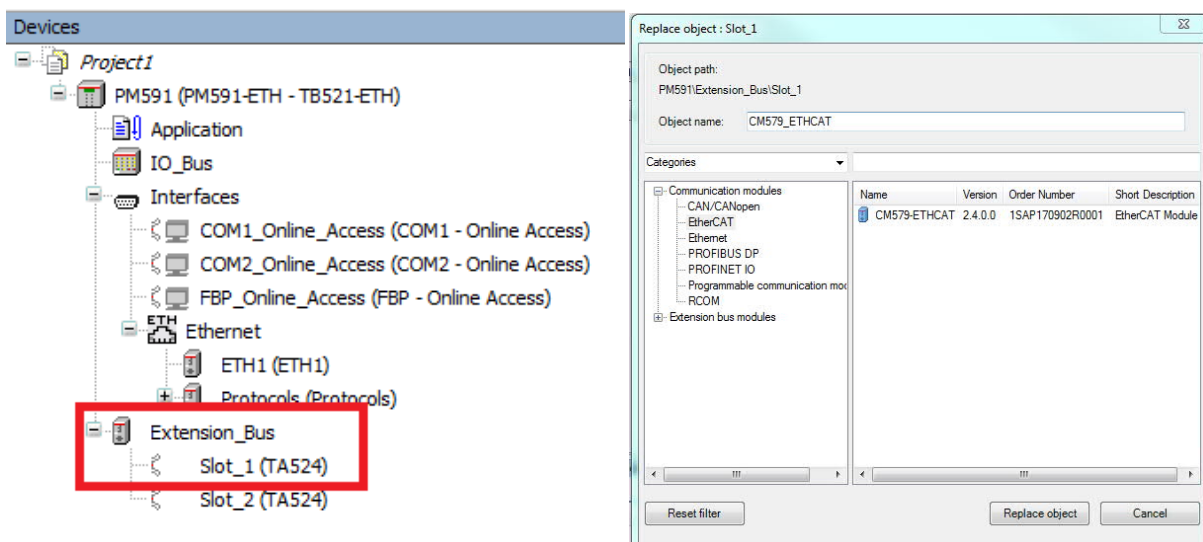 Devices
Project1
PM591 (PM591-ETH - TB521-ETH)
Application
IO_Bus
Interfaces
COM1_Online_Access (COM1 - Online Access)
COM2_Online_Access (COM2 - Online Access)
FBP_Online_Access (FBP - Online Access)
ETH
Ethernet
ETH1 (ETH1)
Protocols (Protocols)
Extension_Bus
Slot_1 (TA524)
Slot_2 (TA524)
Replace object : Slot_1
Object path:
PM591\Extension_Bus\Slot_1
Object name: CM579_ETHCAT
Categories
Communication modules
CAN/CANopen
EtherCAT
Ethernet
PROFIBUS DP
PROFINET IO
Programmable communication mod
RCOM
Extension bus modules
Name Version Order Number Short Description
CM579-ETHCAT 2.4.0.0 1SAP170902R0001 EtherCAT Module
Reset filter Replace object Cancel